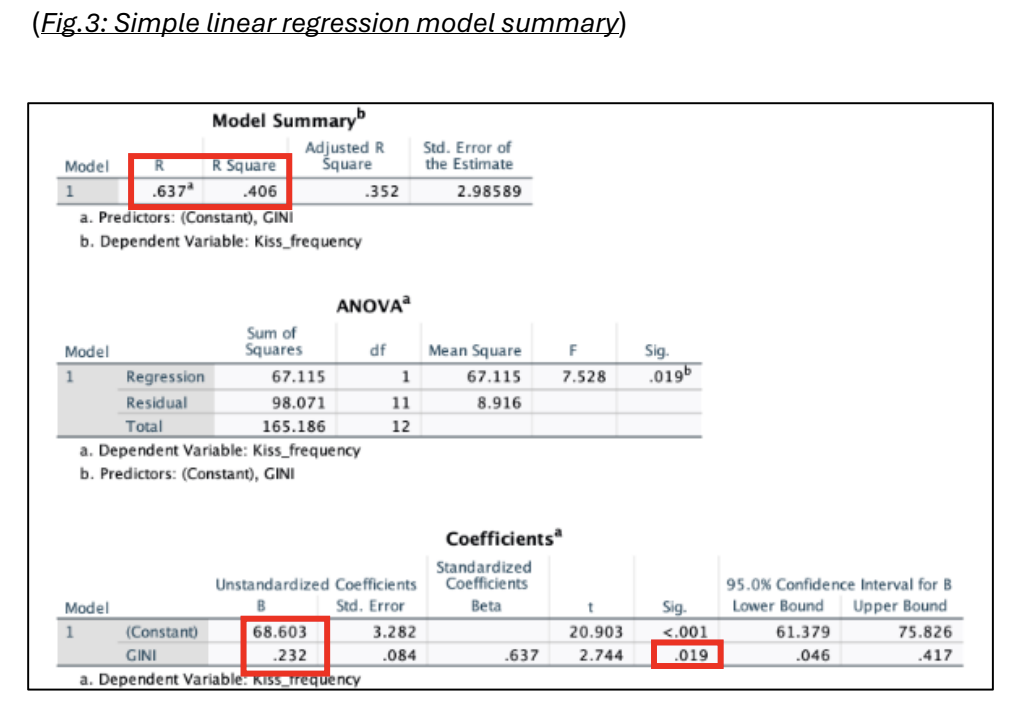 (Fig.3: Simple linear regression model summary)
Model Summaryb
Model R R Square Adjusted R Square Std. Error of the Estimate
1 .637a .406 .352 2.98589
a. Predictors: (Constant), GINI
b. Dependent Variable: Kiss_frequency
ANOVAa
Model Sum of Squares df Mean Square F Sig.
1 Regression 67.115 1 67.115 7.528 .019b
Residual 98.071 11 8.916
Total 165.186 12
a. Dependent Variable: Kiss_frequency
b. Predictors: (Constant), GINI
Coefficientsa
Unstandardized Coefficients Standardized Coefficients 95.0% Confidence Interval for B
Model B Std. Error Beta t Sig. Lower Bound Upper Bound
1 (Constant) 68.603 3.282 20.903 <.001 61.379 75.826
GINI .232 .084 .637 2.744 .019 .046 .417
a. Dependent Variable: Kiss_frequency